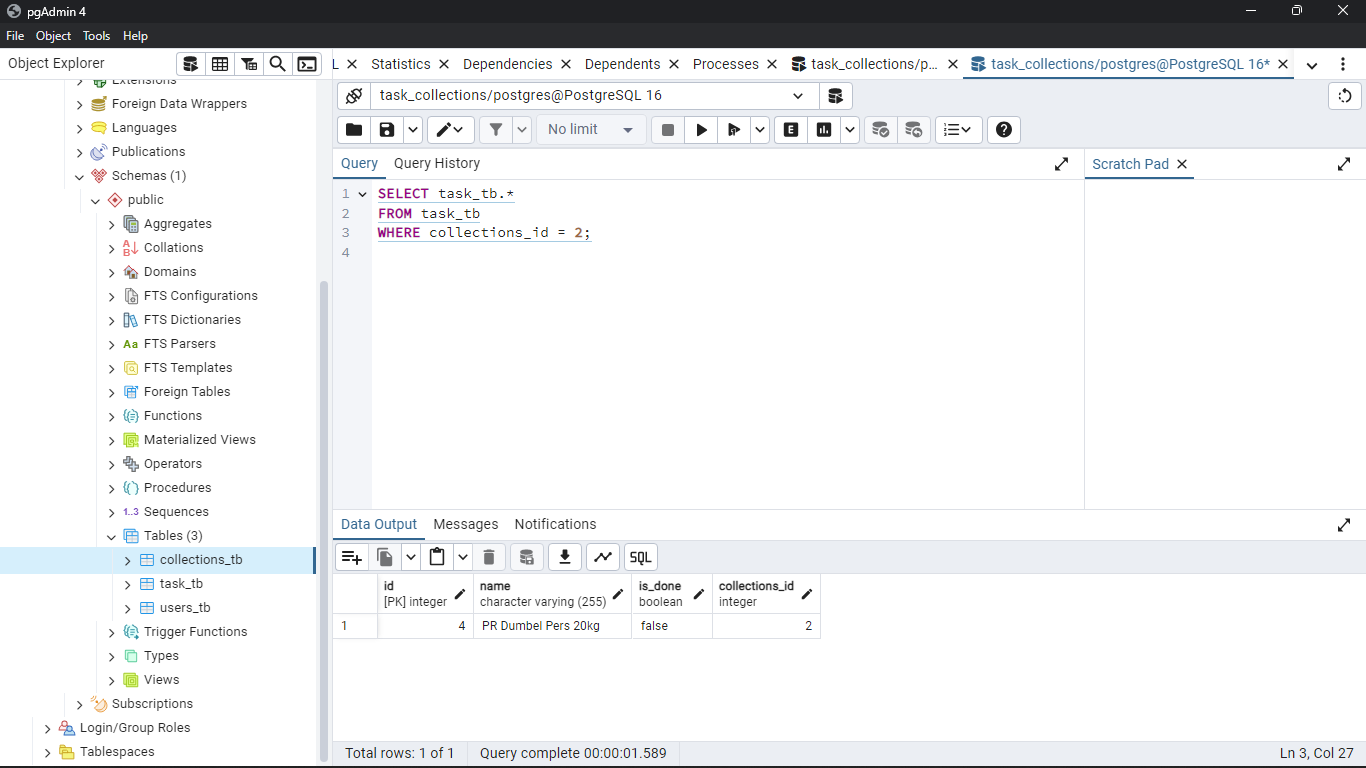 pgAdmin 4
File Object Tools Help
Object Explorer
L Statistics Dependencies Dependents Processes task_collections/p... task_collections/postgres@PostgreSQL 16*
Extensions
Foreign Data Wrappers
Languages
Publications
Schemas (1)
public
Aggregates
Collations
Domains
FTS Configurations
FTS Dictionaries
Aa FTS Parsers
FTS Templates
Foreign Tables
Functions
Materialized Views
Operators
Procedures
1..3 Sequences
Tables (3)
collections_tb
task_tb
users_tb
Trigger Functions
Types
Views
Subscriptions
Login/Group Roles
Tablespaces
task_collections/postgres@PostgreSQL 16
No limit
E
Query Query History
Scratch Pad
1 SELECT task_tb.*
2 FROM task_tb
3 WHERE collections_id = 2;
4
Data Output Messages Notifications
SQL
id name is_done collections_id
[PK] integer character varying (255) boolean integer
1 4 PR Dumbel Pers 20kg false 2
Total rows: 1 of 1 Query complete 00:00:01.589 Ln 3, Col 27